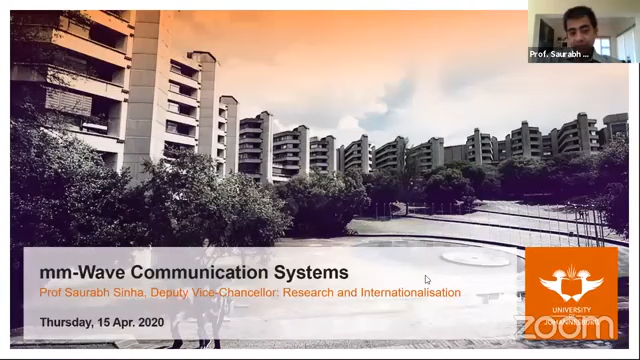 Prof. Saurabh ...
mm-Wave Communication Systems
Prof Saurabh Sinha, Deputy Vice-Chancellor: Research and Internationalisation
Thursday, 15 Apr. 2020
UNIVERSITY
JOHANNESBURG
zoom